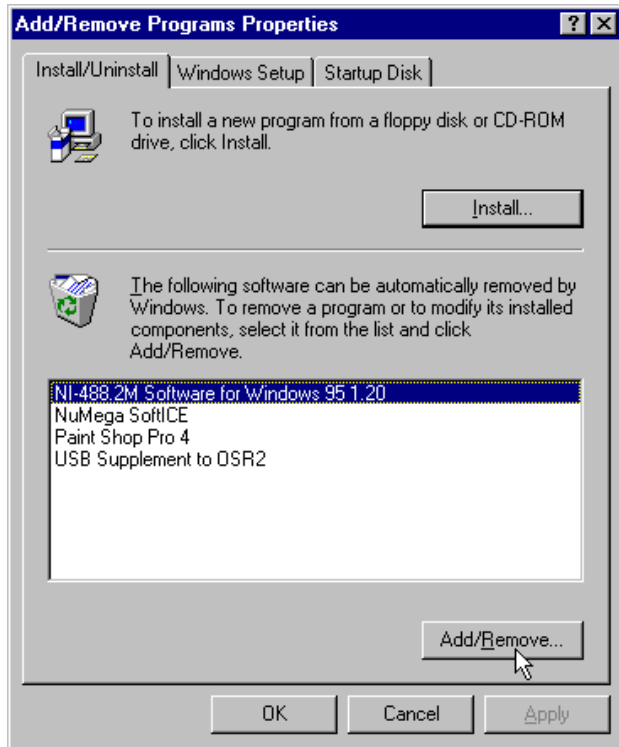 Add/Remove Programs Properties
Install/Uninstall Windows Setup Startup Disk
To install a new program from a floppy disk or CD-ROM
drive, click Install.
Install...
The following software can be automatically removed by
Windows. To remove a program or to modify its installed
components, select it from the list and click
Add/Remove.
NI-488.2M Software for Windows 95 1.20
NuMega SoftICE
Paint Shop Pro 4
USB Supplement to OSR2
Add/Remove...
OK Cancel Apply